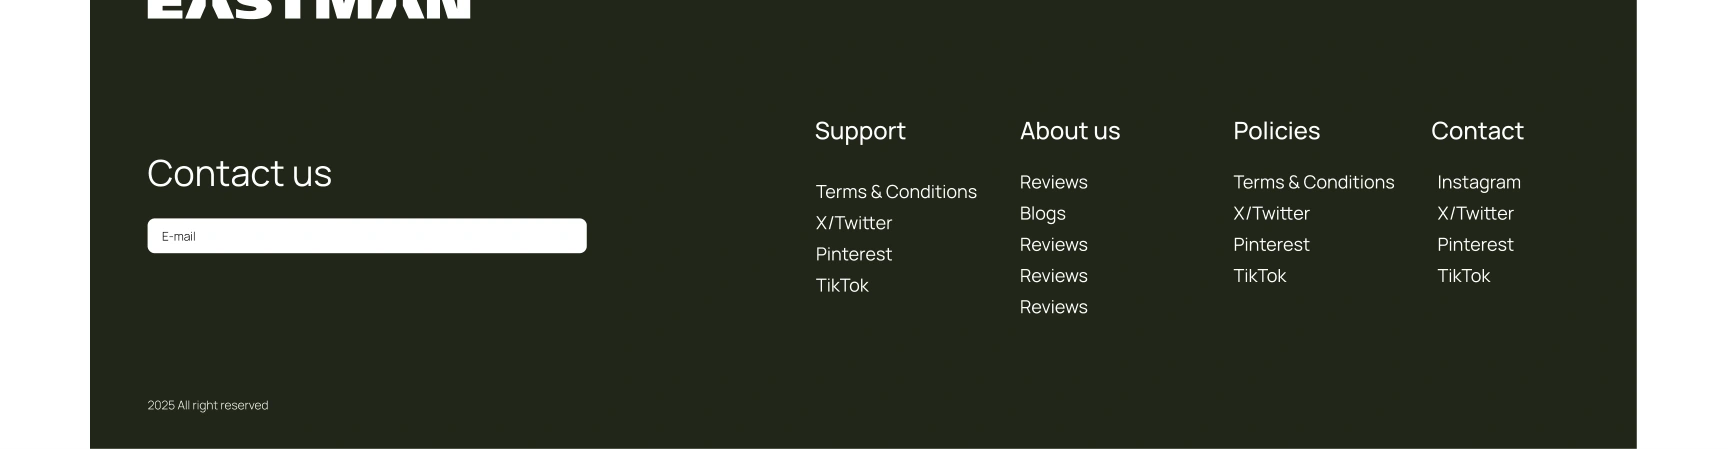 EASTMAN
Contact us
E-mail
Support
Terms & Conditions
X/Twitter
Pinterest
TikTok
About us
Reviews
Blogs
Reviews
Reviews
Reviews
Policies
Terms & Conditions
X/Twitter
Pinterest
TikTok
Contact
Instagram
X/Twitter
Pinterest
TikTok
2025 All right reserved